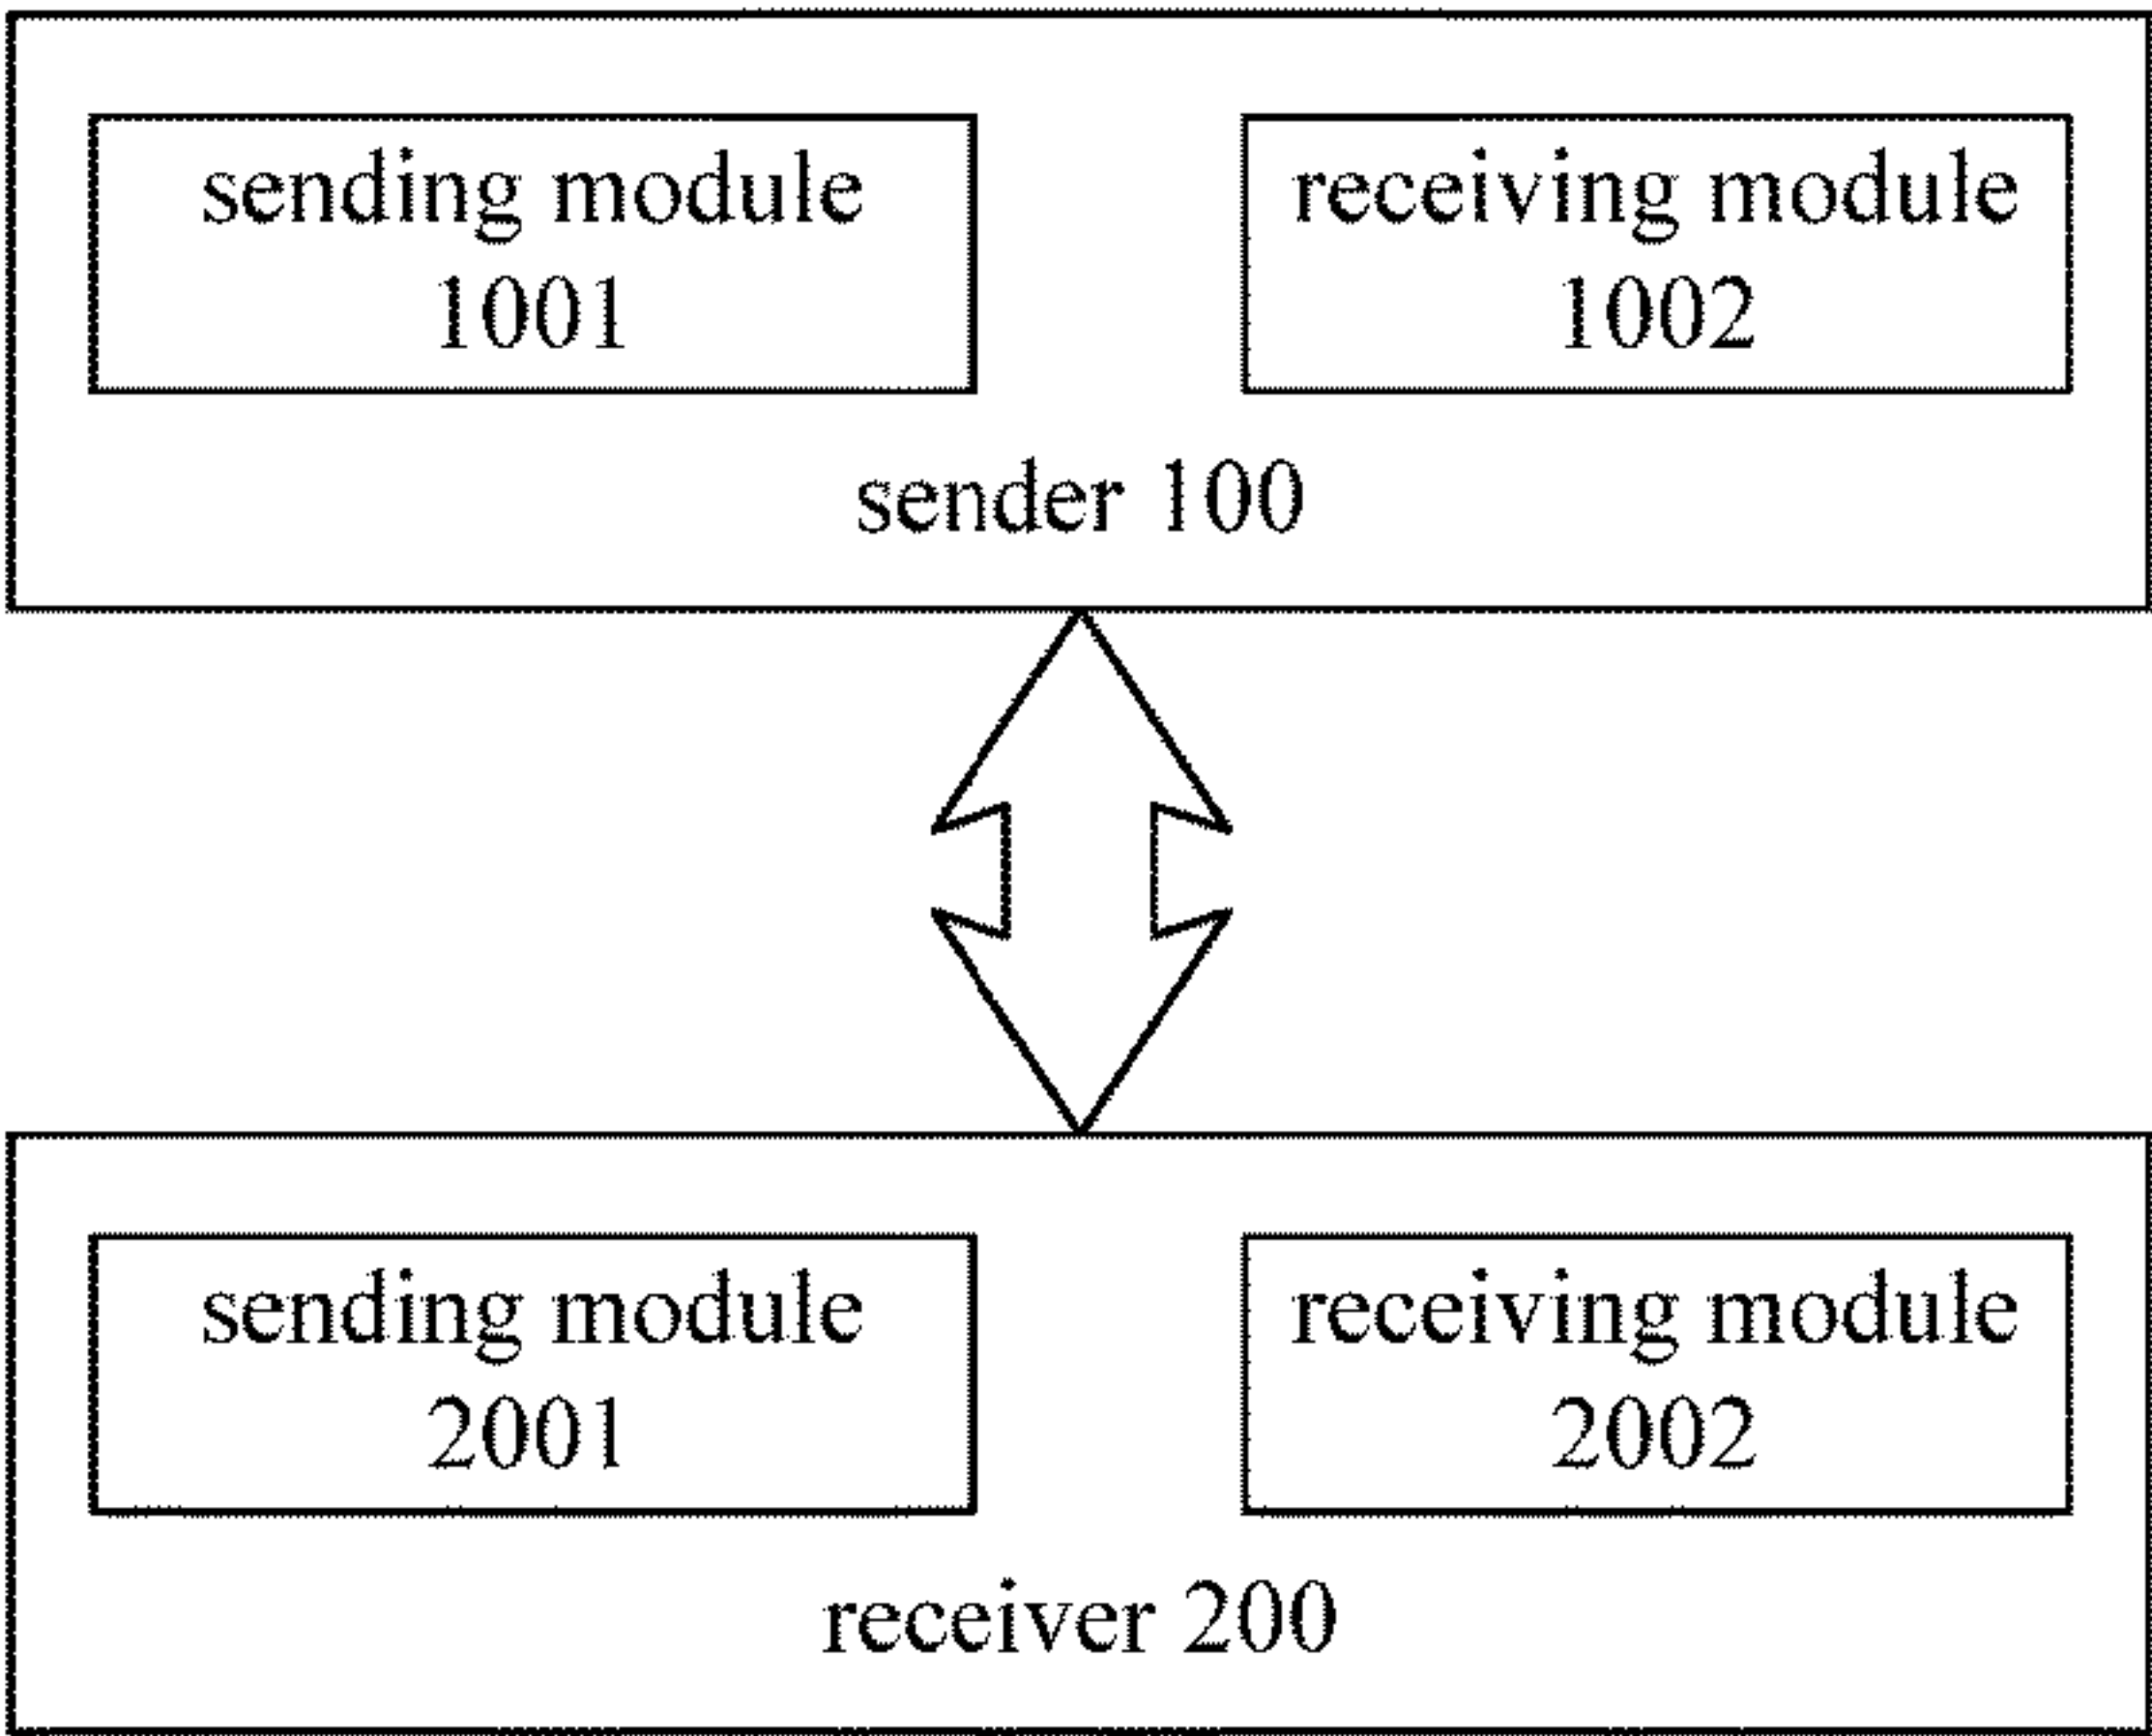 sending module
1001
receiving module
1002
sender 100
sending module
2001
receiving module
2002
receiver 200